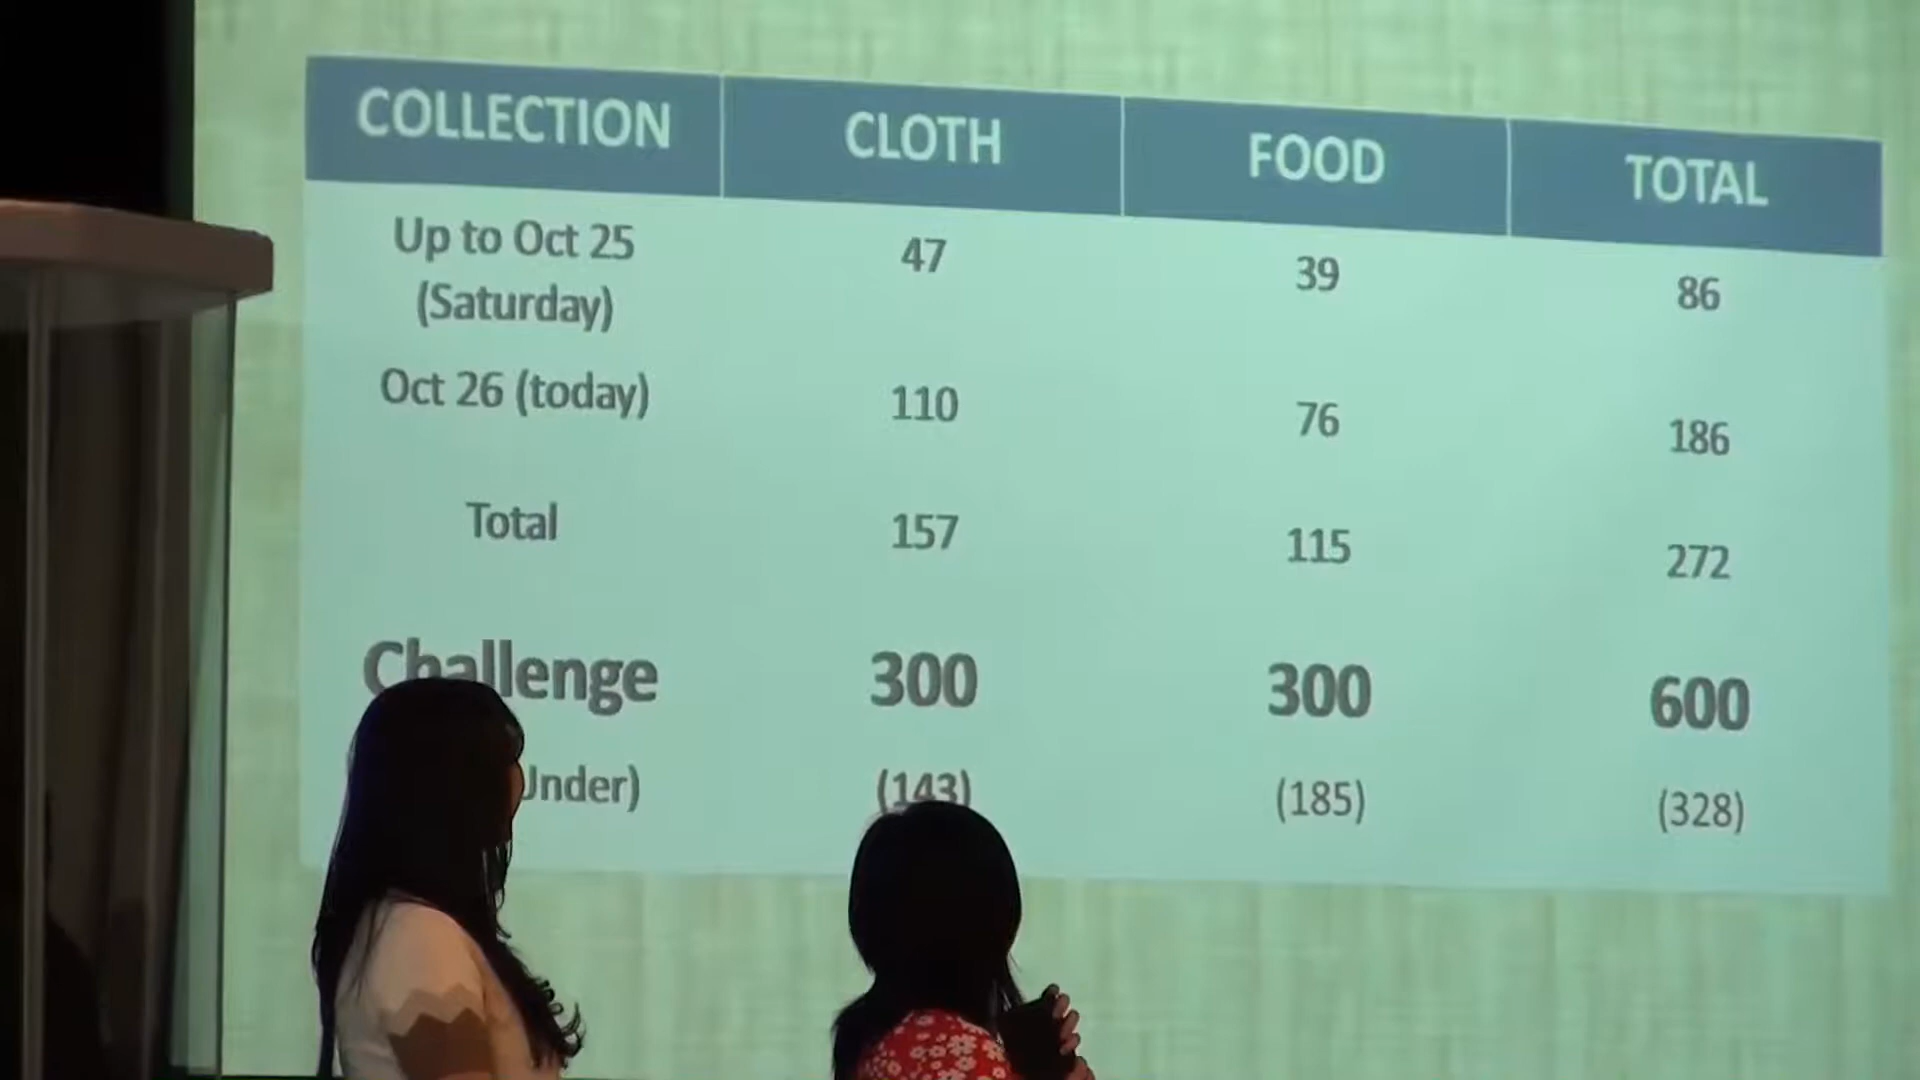 COLLECTION CLOTH FOOD TOTAL
Up to Oct 25 47 39 86
(Saturday)
Oct 26 (today) 110 76 186
Total 157 115 272
Challenge 300 300 600
Under) (143) (185) (328)